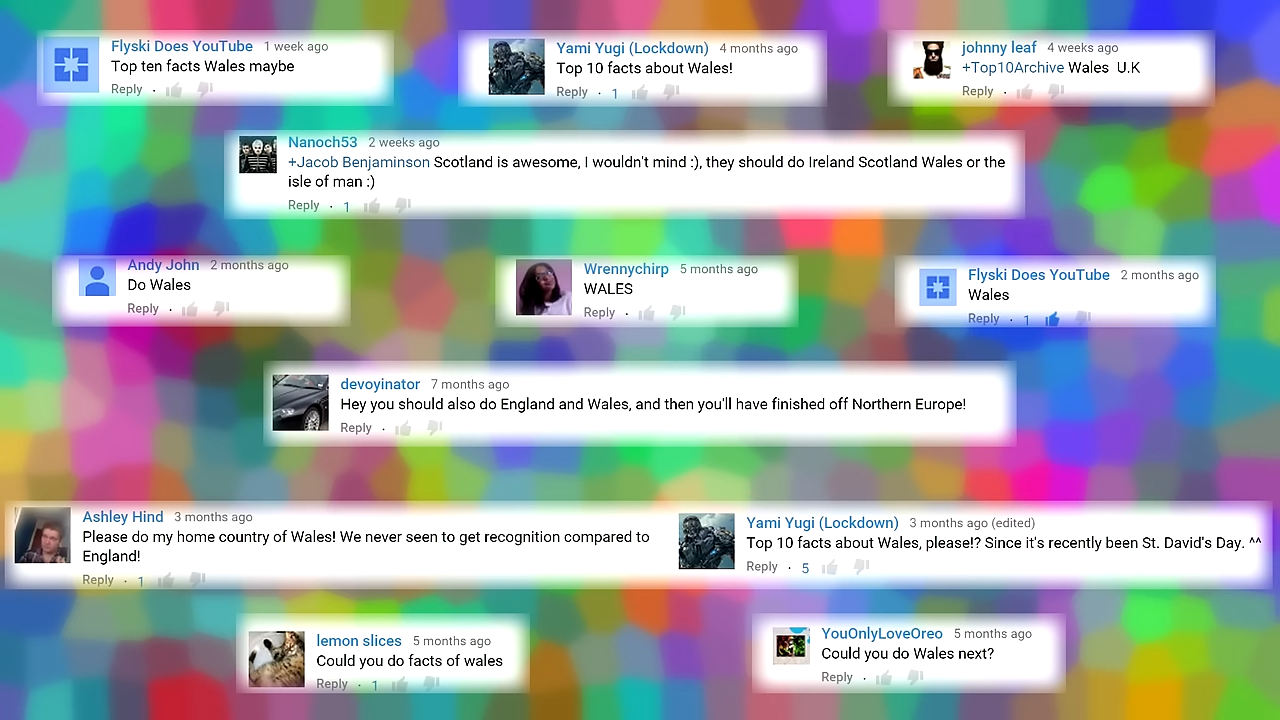 Flyski Does YouTube 1 week ago
Top ten facts Wales maybe
Reply ·
Yami Yugi (Lockdown) 4 months ago
Top 10 facts about Wales!
Reply · 1
johnny leaf 4 weeks ago
+Top10Archive Wales U.K
Reply ·
Nanoch53 2 weeks ago
+Jacob Benjaminson Scotland is awesome, I wouldn't mind :), they should do Ireland Scotland Wales or the
isle of man :)
Reply · 1
Andy John 2 months ago
Do Wales
Reply ·
Wrennychirp 5 months ago
WALES
Reply ·
Flyski Does YouTube 2 months ago
Wales
Reply · 1
devoyinator 7 months ago
Hey you should also do England and Wales, and then you'll have finished off Northern Europe!
Reply ·
Ashley Hind 3 months ago
Please do my home country of Wales! We never seen to get recognition compared to
England!
Reply · 1
Yami Yugi (Lockdown) 3 months ago (edited)
Top 10 facts about Wales, please!? Since it's recently been St. David's Day. ^^
Reply · 5
lemon slices 5 months ago
Could you do facts of wales
Reply · 1
YouOnlyLoveOreo 5 months ago
Could you do Wales next?
Reply ·